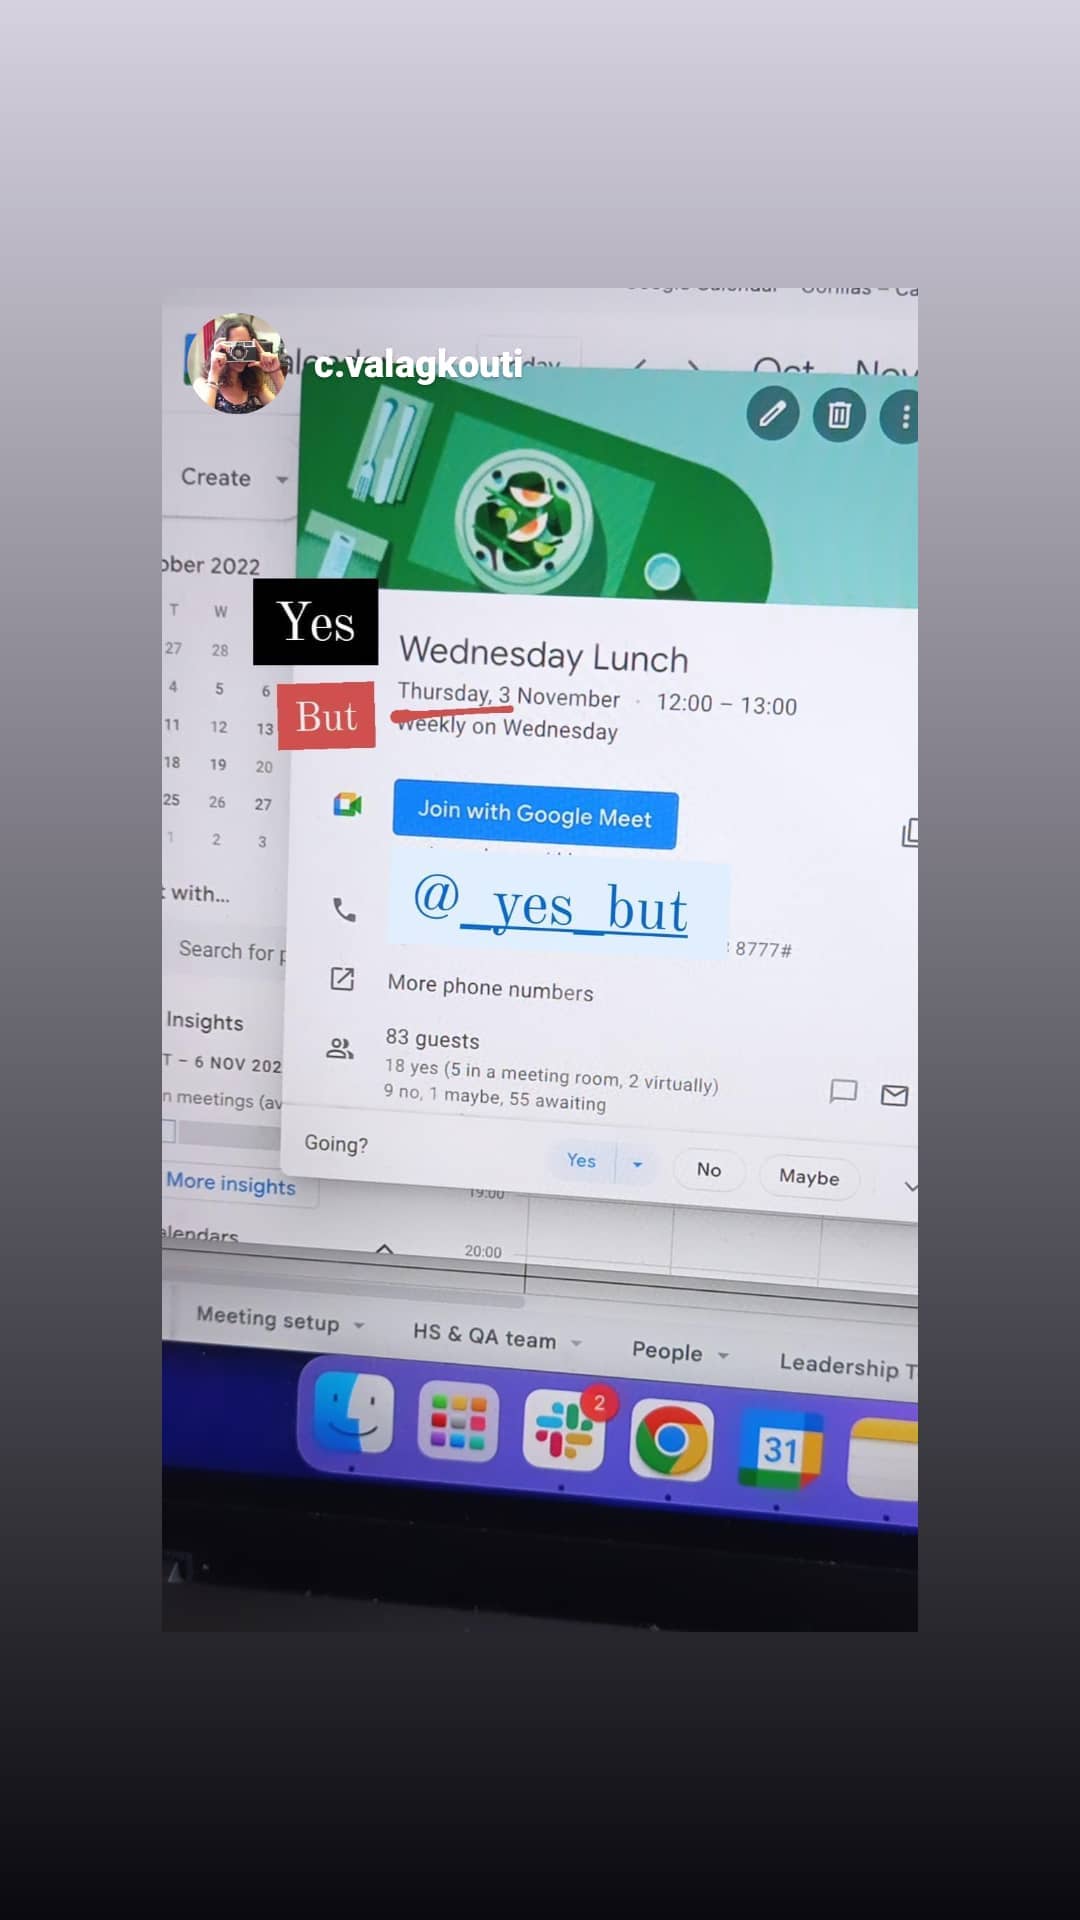 c.valagkouti
Oct Nov
Create
ober 2022
T W
27 28
4 5 6
11 12 13
18 19 20
25 26 27
1 2 3
Yes
But
Wednesday Lunch
Thursday, 3 November · 12:00 – 13:00
Weekly on Wednesday
Join with Google Meet
@_yes_but
8777#
with...
Search for p
More phone numbers
Insights
83 guests
18 yes (5 in a meeting room, 2 virtually)
9 no, 1 maybe, 55 awaiting
T – 6 NOV 202
n meetings (av
Going?
Yes
No
Maybe
More insights
19:00
alendars
20:00
Meeting setup
HS & QA team
People
Leadership T
2
31